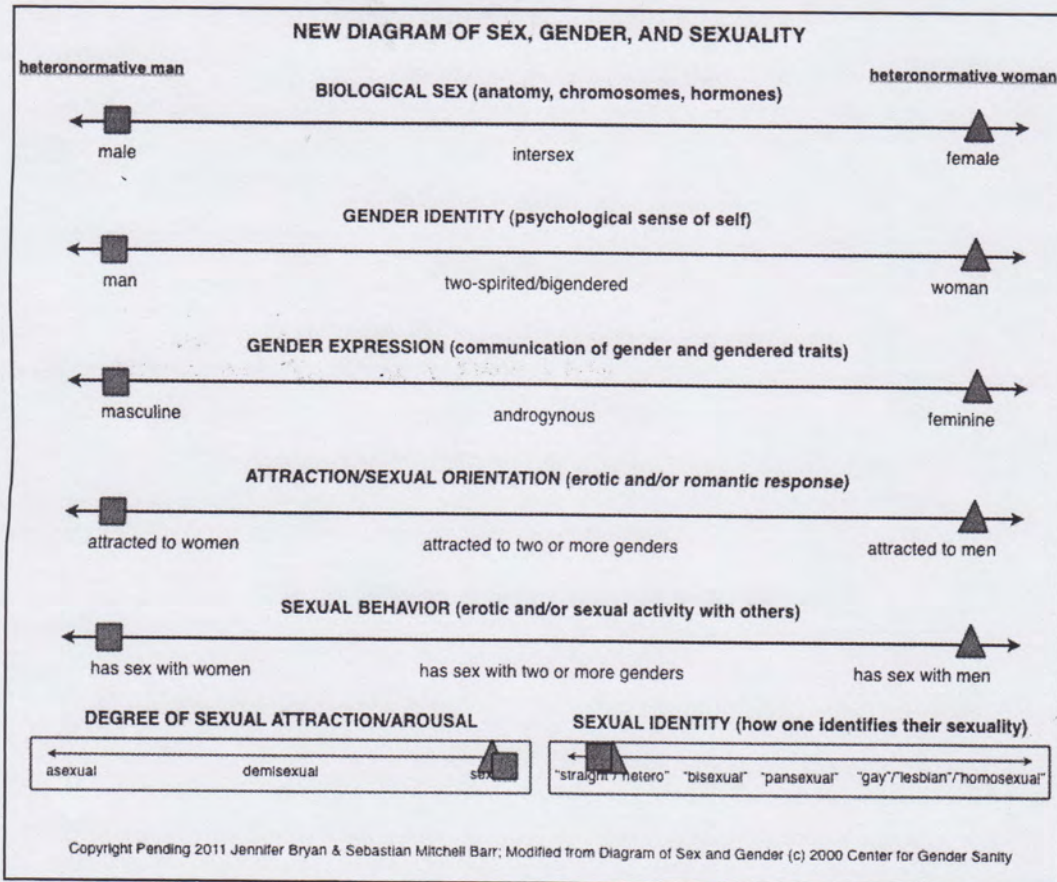 NEW DIAGRAM OF SEX, GENDER, AND SEXUALITY
heteronormative man
heteronormative woman
BIOLOGICAL SEX (anatomy, chromosomes, hormones)
male intersex female
GENDER IDENTITY (psychological sense of self)
man two-spirited/bigendered woman
GENDER EXPRESSION (communication of gender and gendered traits)
masculine androgynous feminine
ATTRACTION/SEXUAL ORIENTATION (erotic and/or romantic response)
attracted to women attracted to two or more genders attracted to men
SEXUAL BEHAVIOR (erotic and/or sexual activity with others)
has sex with women has sex with two or more genders has sex with men
DEGREE OF SEXUAL ATTRACTION/AROUSAL
asexual demisexual
SEXUAL IDENTITY (how one identifies their sexuality)
"straight"/"hetero" "bisexual" "pansexual" "gay"/"lesbian"/"homosexual"
Copyright Pending 2011 Jennifer Bryan & Sebastian Mitchell Barr; Modified from Diagram of Sex and Gender (c) 2000 Center for Gender Sanity